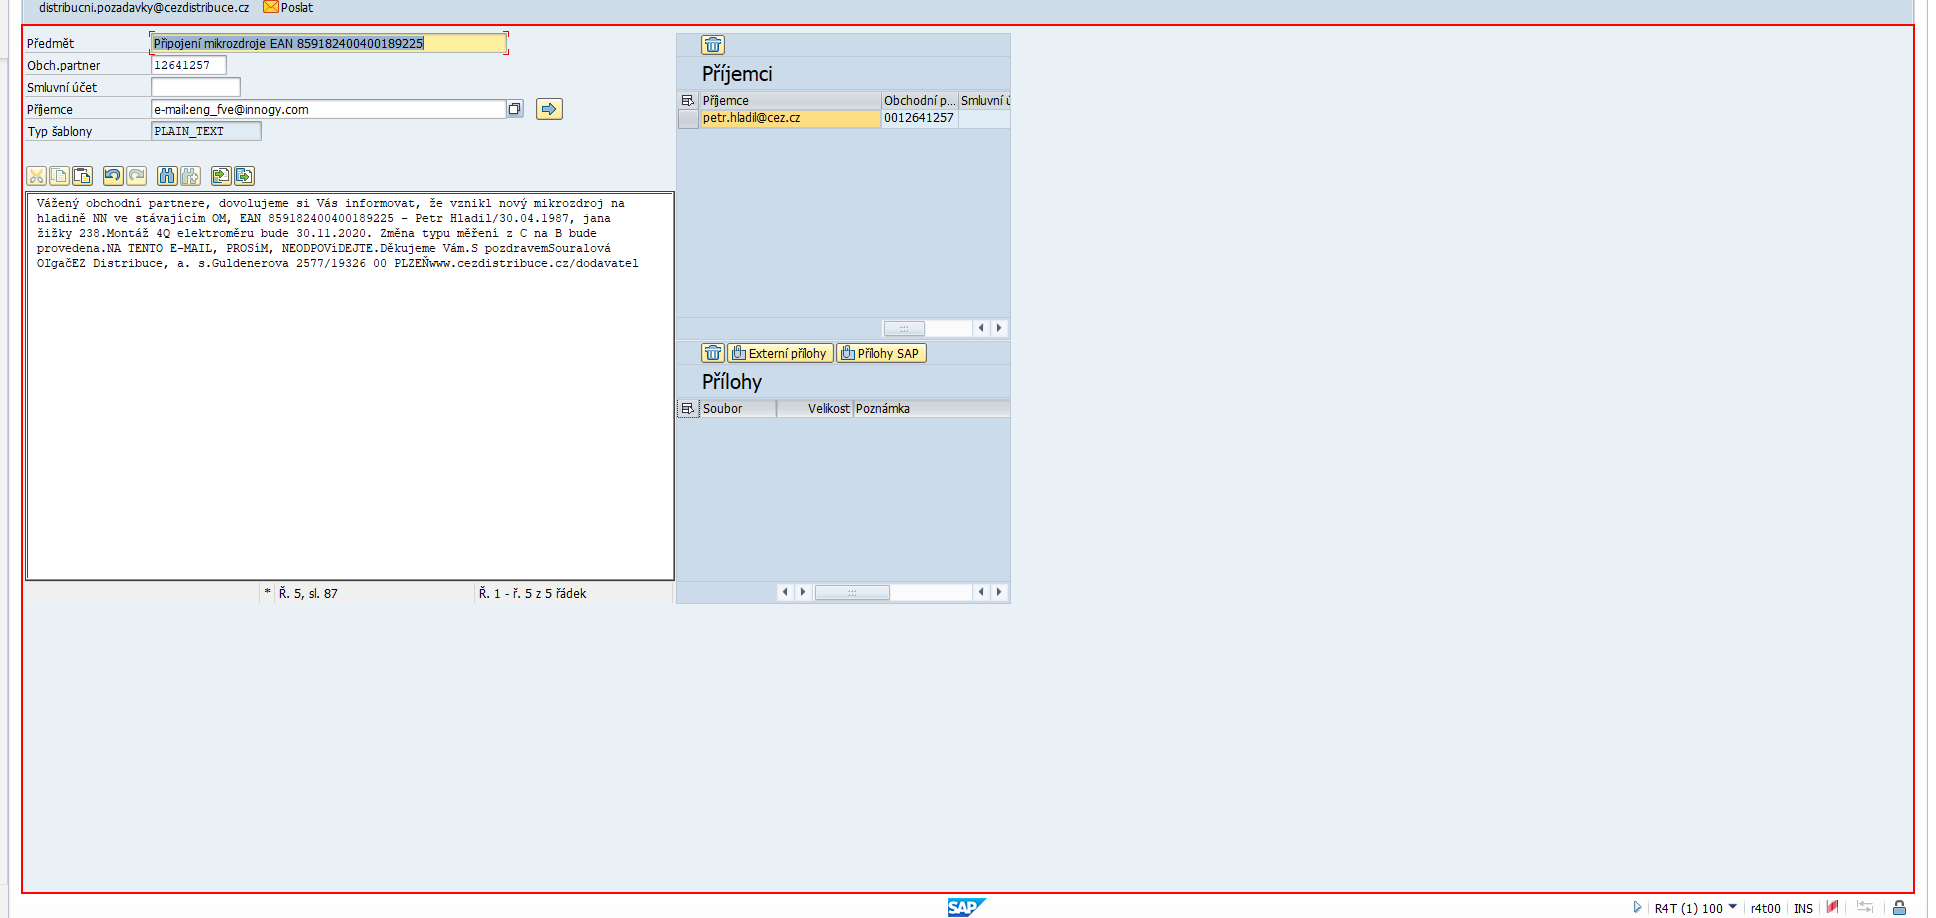 distribucni.pozadavky@cezdistribuce.cz Poslat
Předmět Připojení mikrozdroje EAN 859182400400189225
Obch.partner 12641257
Smluvní účet
Příjemce e-mail:eng_fve@innogy.com
Typ šablony PLAIN_TEXT
Vážený obchodní partnere, dovolujeme si Vás informovat, že vznikl nový mikrozdroj na
hladině NN ve stávajícím OM, EAN 859182400400189225 - Petr Hladil/30.04.1987, jana
žižky 238.Montáž 4Q elektroměru bude 30.11.2020. Změna typu měření z C na B bude
provedena.NA TENTO E-MAIL, PROSíM, NEODPOVíDEJTE.Děkujeme Vám.S pozdravemSouralová
OľgačEZ Distribuce, a. s.Guldenerova 2577/19326 00 PLZEŇwww.cezdistribuce.cz/dodavatel
* Ř. 5, sl. 87 Ř. 1 - ř. 5 z 5 řádek
Příjemci
Příjemce Obchodní p... Smluvní ú
petr.hladil@cez.cz 0012641257
Externí přílohy Přílohy SAP
Přílohy
Soubor Velikost Poznámka
SAP R4T (1) 100 r4t00 INS